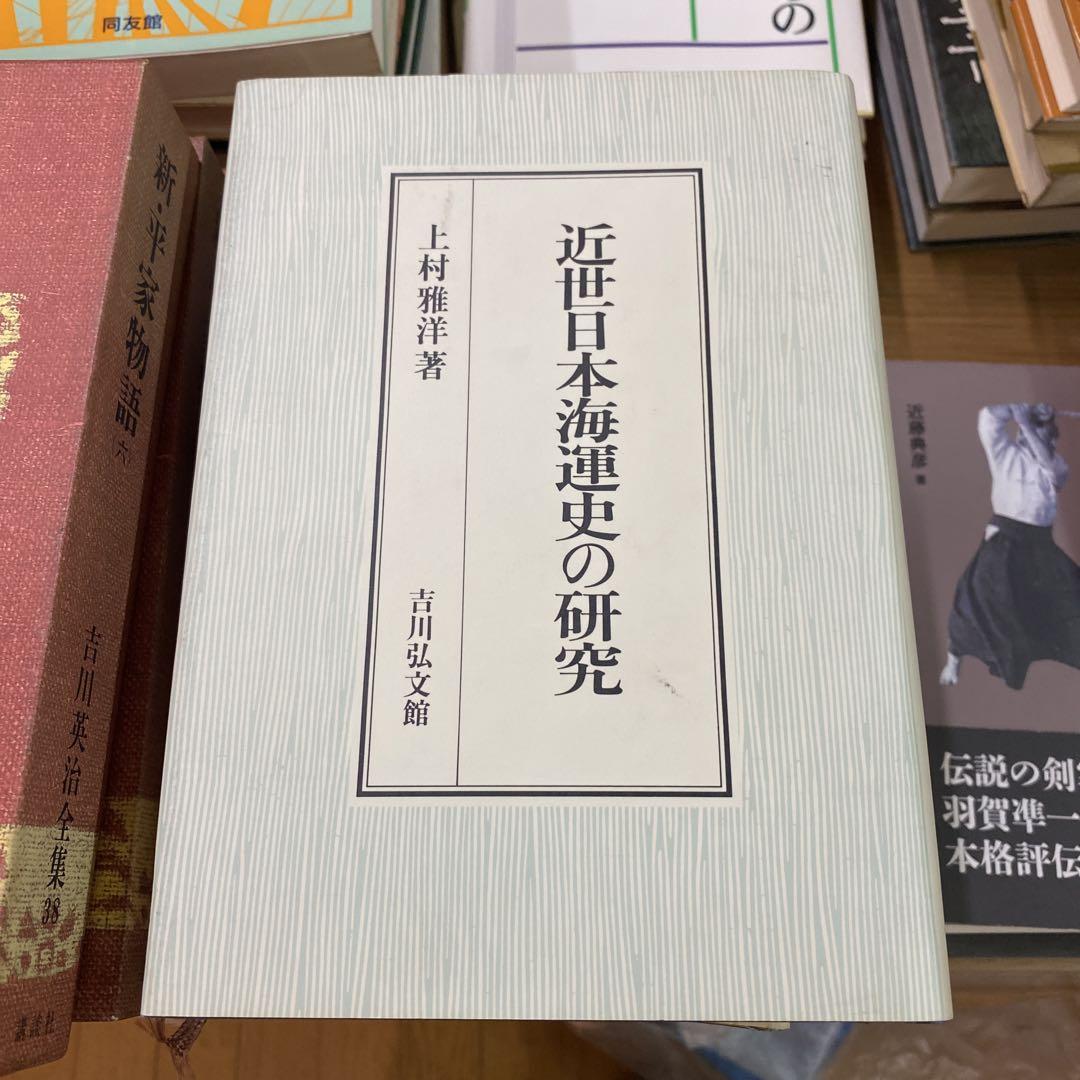 近世日本海運史の研究
上村雅洋著
吉川弘文館
新・平家物語 六
吉川英治全集 38
講談社
同友館
の
近藤典彦 著
伝説の剣
羽賀準一
本格評伝